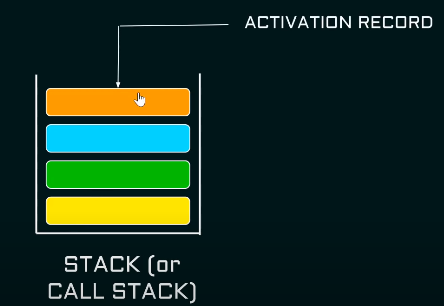 ACTIVATION RECORD
STACK (or
CALL STACK)